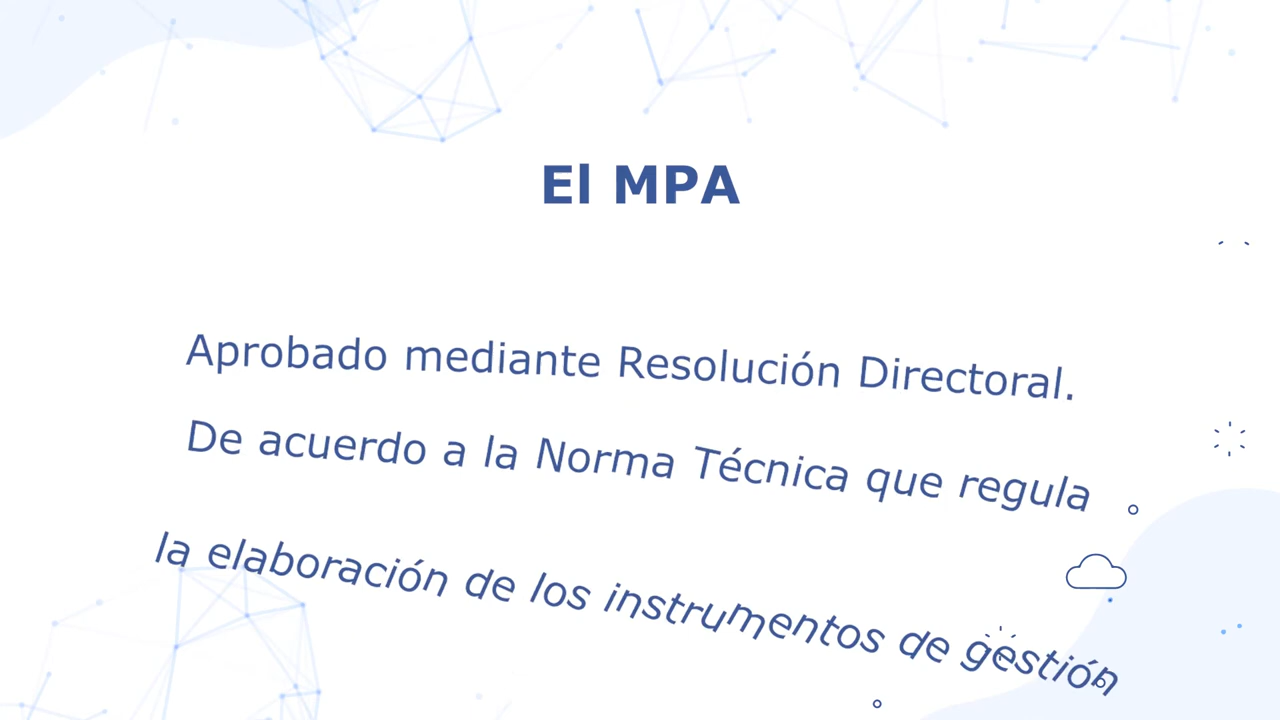 El MPA
Aprobado mediante Resolución Directoral.
De acuerdo a la Norma Técnica que regula
la elaboración de los instrumentos de gestión